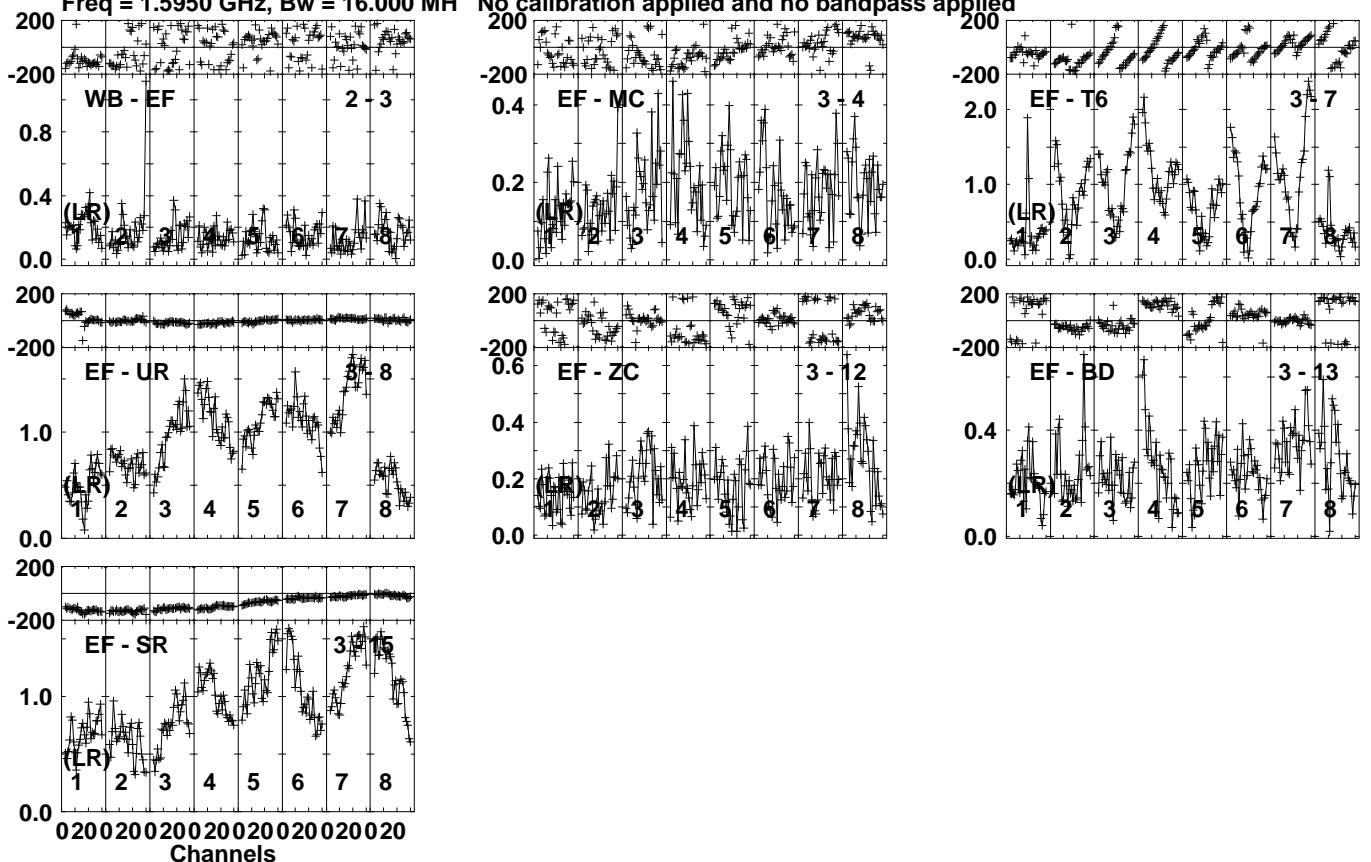 Freq = 1.5950 GHz, Bw = 16.000 MH No calibration applied and no bandpass applied
200
-200
WB - EF 2 - 3
0.8
0.4
(LR)
1 2 3 4 5 6 7 8
0.0
EF - MC 3 - 4
0.4
0.2
(LR)
1 2 3 4 5 6 7 8
0.0
200
-200
EF - T6 3 - 7
2.0
1.0
(LR)
1 2 3 4 5 6 7 8
0.0
200
-200
EF - UR 3 - 8
1.0
(LR)
1 2 3 4 5 6 7 8
0.0
EF - ZC 3 - 12
0.6
0.4
0.2
(LR)
1 2 3 4 5 6 7 8
0.0
200
-200
EF - BD 3 - 13
0.4
(LR)
1 2 3 4 5 6 7 8
0.0
200
-200
EF - SR 3 - 15
1.0
(LR)
1 2 3 4 5 6 7 8
0.0
0 20 0 20 0 20 0 20 0 20 0 20 0 20 0 20
Channels